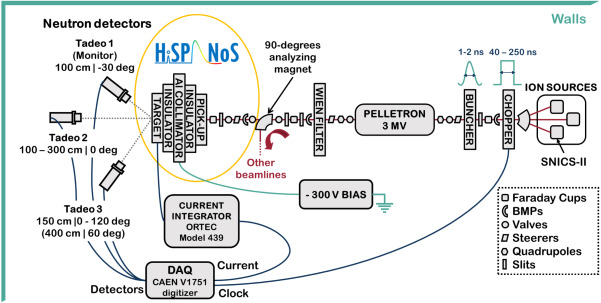 Neutron detectors
Walls
Tadeo 1
(Monitor)
100 cm | -30 deg
HiSPANoS
90-degrees
analyzing
magnet
1-2 ns
40 – 250 ns
ION SOURCES
TARGET
INSULATOR
Al COLLIMATOR
INSULATOR
PICK-UP
WIEN FILTER
PELLETRON
3 MV
BUNCHER
CHOPPER
SNICS-II
Tadeo 2
100 – 300 cm | 0 deg
Other
beamlines
Tadeo 3
150 cm |0 - 120 deg
(400 cm | 60 deg)
CURRENT
INTEGRATOR
ORTEC
Model 439
- 300 V BIAS
Faraday Cups
BMPs
Valves
Steerers
Quadrupoles
Slits
DAQ
CAEN V1751
digitizer
Detectors
Current
Clock